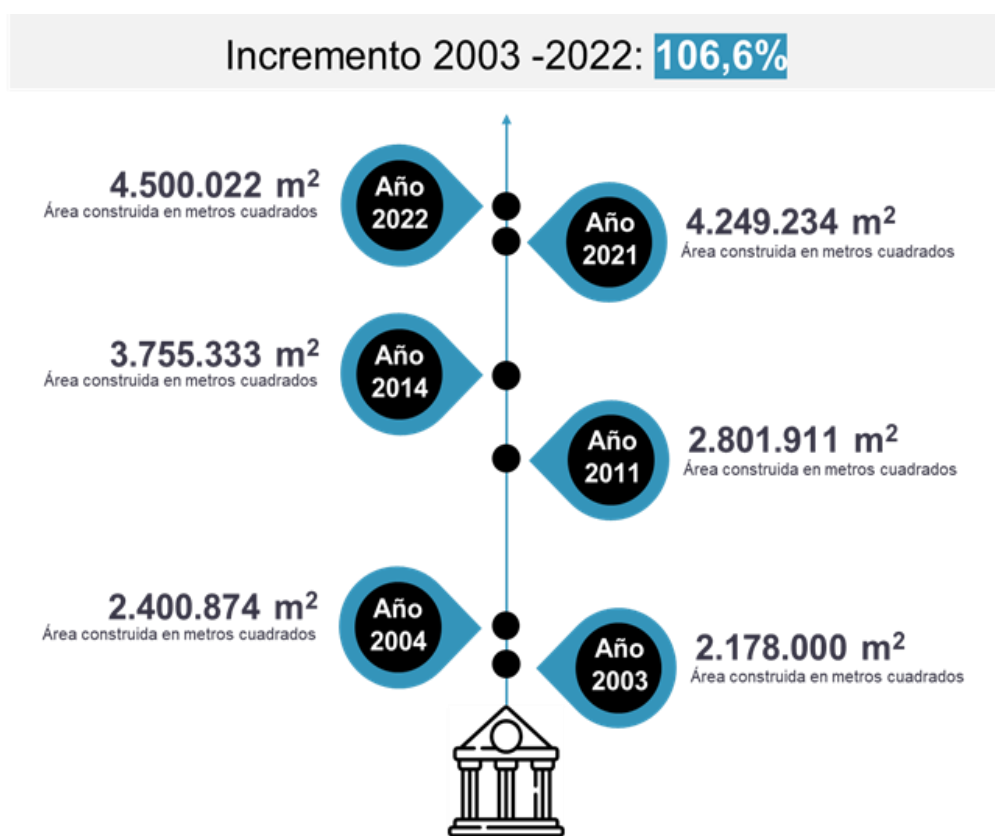 Incremento 2003 -2022: 106,6%
4.500.022 m²
Área construida en metros cuadrados
Año
2022
Año
2021
4.249.234 m²
Área construida en metros cuadrados
3.755.333 m²
Área construida en metros cuadrados
Año
2014
Año
2011
2.801.911 m²
Área construida en metros cuadrados
2.400.874 m²
Área construida en metros cuadrados
Año
2004
Año
2003
2.178.000 m²
Área construida en metros cuadrados